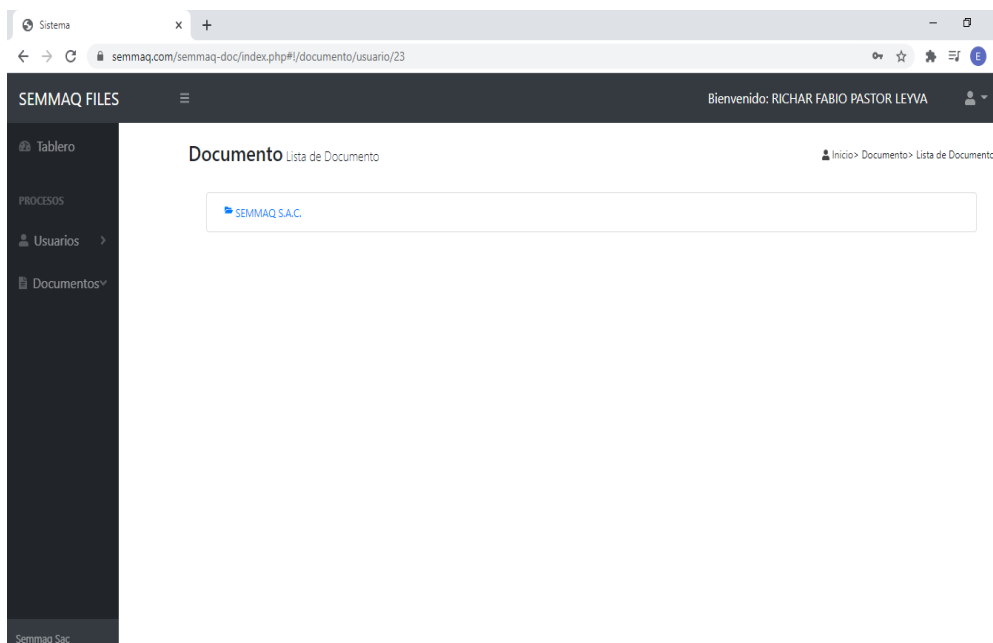 Sistema
semmaq.com/semmaq-doc/index.php#!/documento/usuario/23
E
SEMMAQ FILES
Bienvenido: RICHAR FABIO PASTOR LEYVA
Tablero
Documento Lista de Documento
Inicio> Documento> Lista de Documento
PROCESOS
SEMMAQ S.A.C.
Usuarios
Documentos
Semmaq Sac